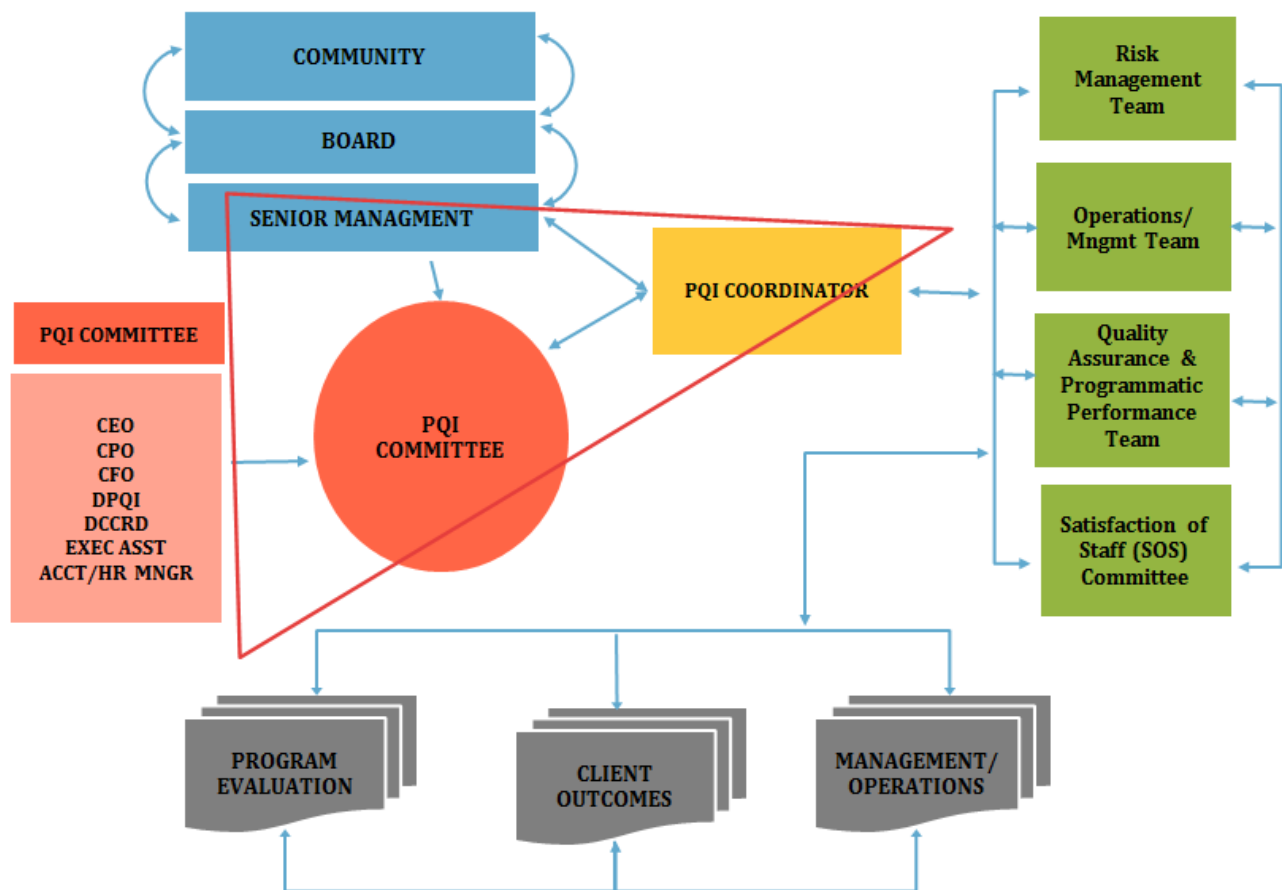 COMMUNITY
BOARD
SENIOR MANAGMENT
PQI COORDINATOR
PQI COMMITTEE
CEO
CPO
CFO
DPQI
DCCRD
EXEC ASST
ACCT/HR MNGR
PQI
COMMITTEE
Risk
Management
Team
Operations/
Mngmt Team
Quality
Assurance &
Programmatic
Performance
Team
Satisfaction of
Staff (SOS)
Committee
PROGRAM
EVALUATION
CLIENT
OUTCOMES
MANAGEMENT/
OPERATIONS